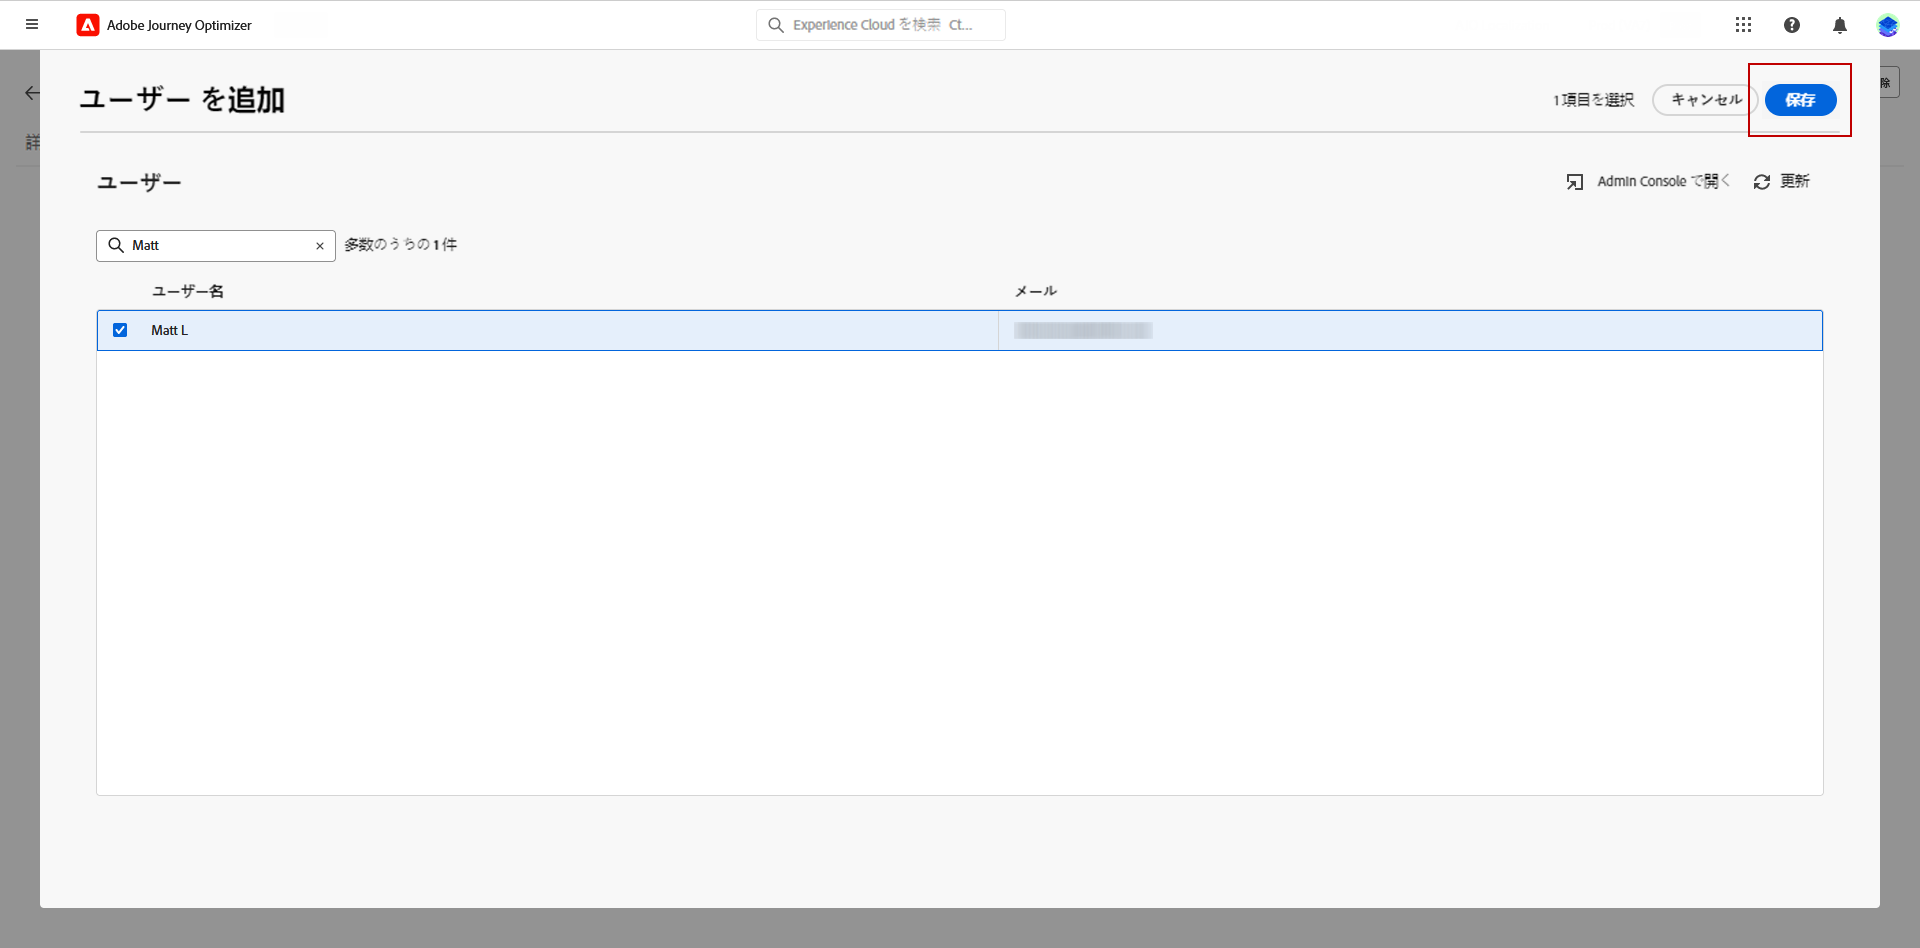 Adobe Journey Optimizer
Experience Cloud を検索 Ct...
除
詳
ユーザー を追加
1 項目を選択
キャンセル
保存
ユーザー
Admin Console で開く
更新
Matt
多数のうちの 1 件
ユーザー名
メール
Matt L